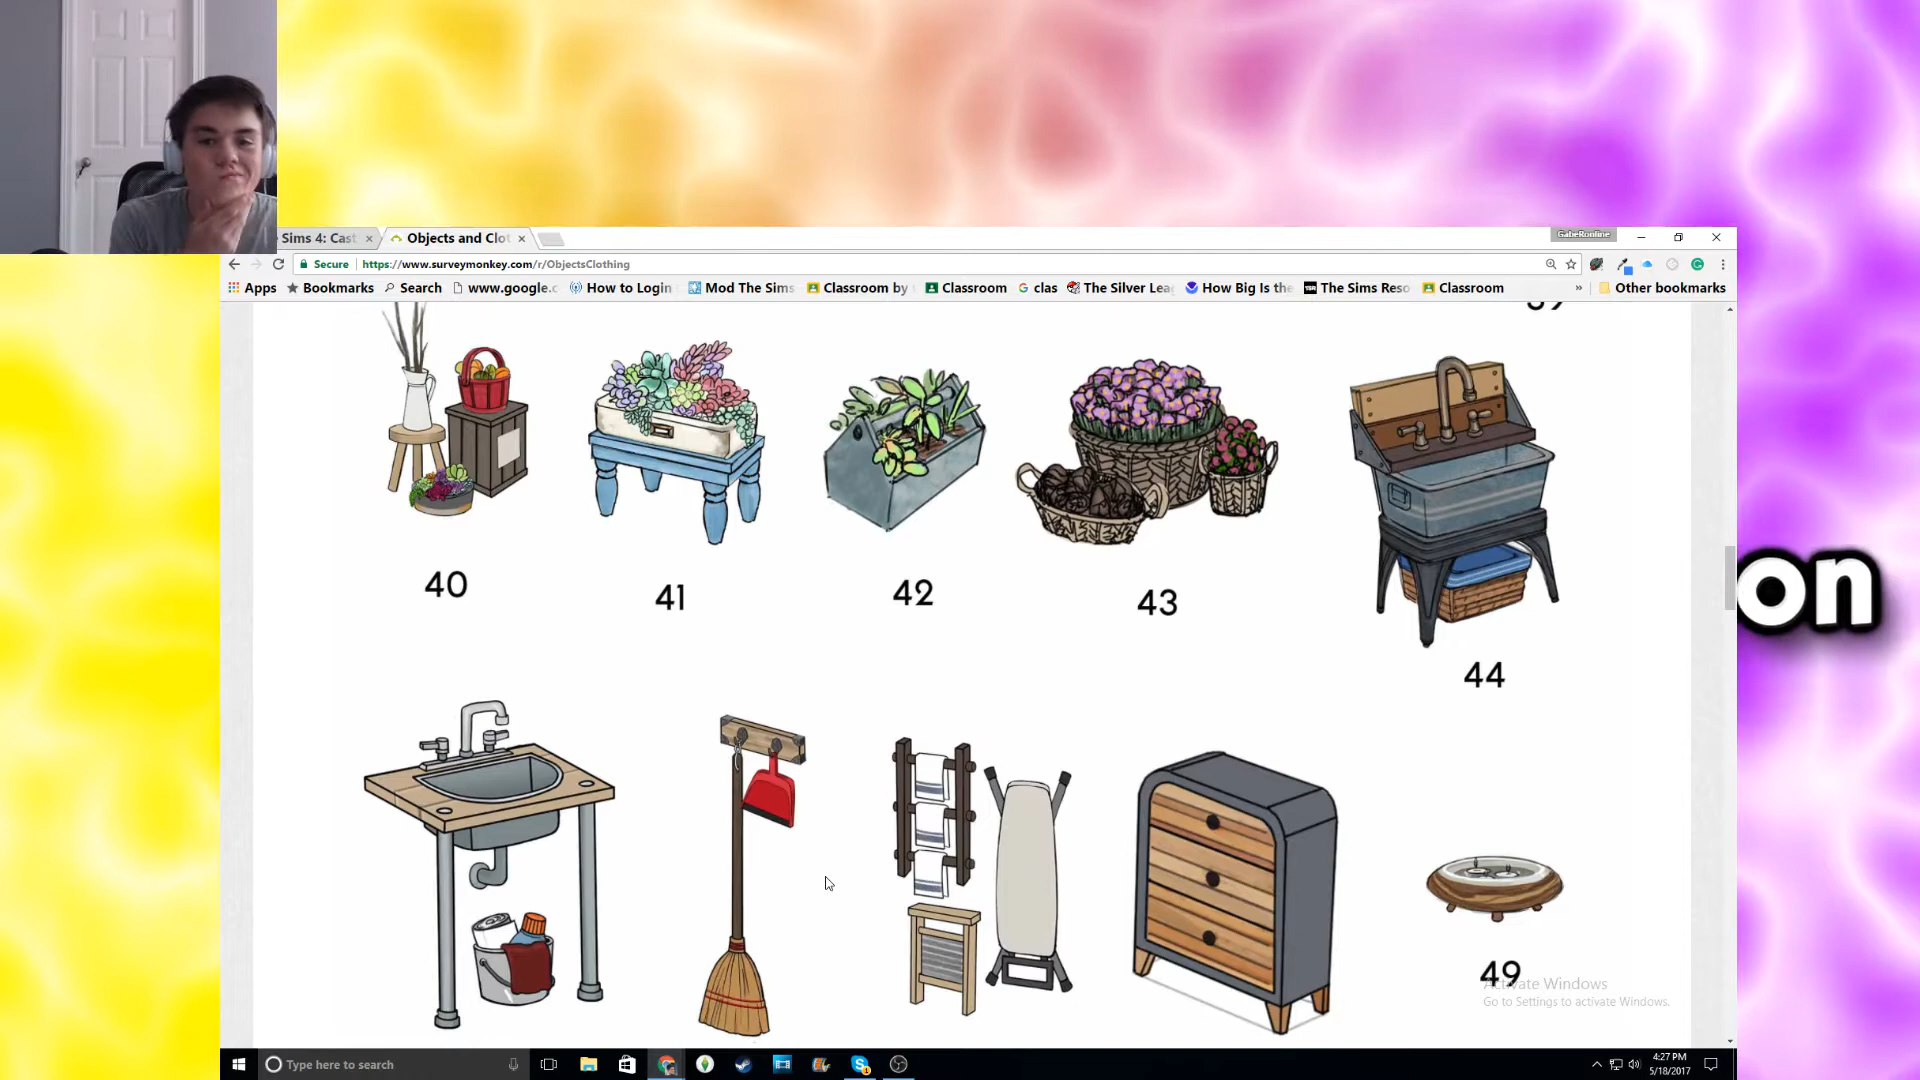 Sims 4: Cast
Objects and Clot
GabeRonline
Secure
https://www.surveymonkey.com/r/ObjectsClothing
Apps
Bookmarks
Search
www.google.c
How to Login
Mod The Sims
Classroom by
Classroom
clas
The Silver Lea
How Big Is the
TSR
The Sims Reso
Classroom
»
Other bookmarks
39
40
41
42
43
44
49
Activate Windows
Go to Settings to activate Windows.
on
Type here to search
4:27 PM
5/18/2017